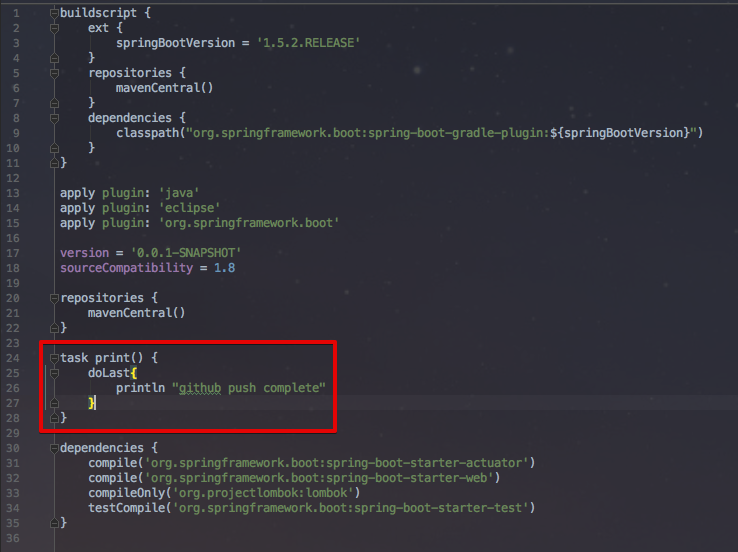 1 buildscript {
2     ext {
3         springBootVersion = '1.5.2.RELEASE'
4     }
5     repositories {
6         mavenCentral()
7     }
8     dependencies {
9         classpath("org.springframework.boot:spring-boot-gradle-plugin:${springBootVersion}")
10     }
11 }
12
13 apply plugin: 'java'
14 apply plugin: 'eclipse'
15 apply plugin: 'org.springframework.boot'
16
17 version = '0.0.1-SNAPSHOT'
18 sourceCompatibility = 1.8
19
20 repositories {
21     mavenCentral()
22 }
23
24 task print() {
25     doLast{
26         println "github push complete"
27     }
28 }
29
30 dependencies {
31     compile('org.springframework.boot:spring-boot-starter-actuator')
32     compile('org.springframework.boot:spring-boot-starter-web')
33     compileOnly('org.projectlombok:lombok')
34     testCompile('org.springframework.boot:spring-boot-starter-test')
35 }
36